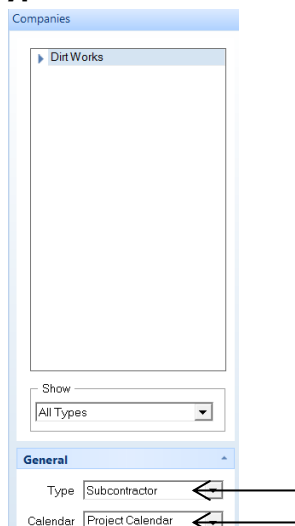 Companies
Dirt Works
Show
All Types
General
Type Subcontractor
Calendar Project Calendar